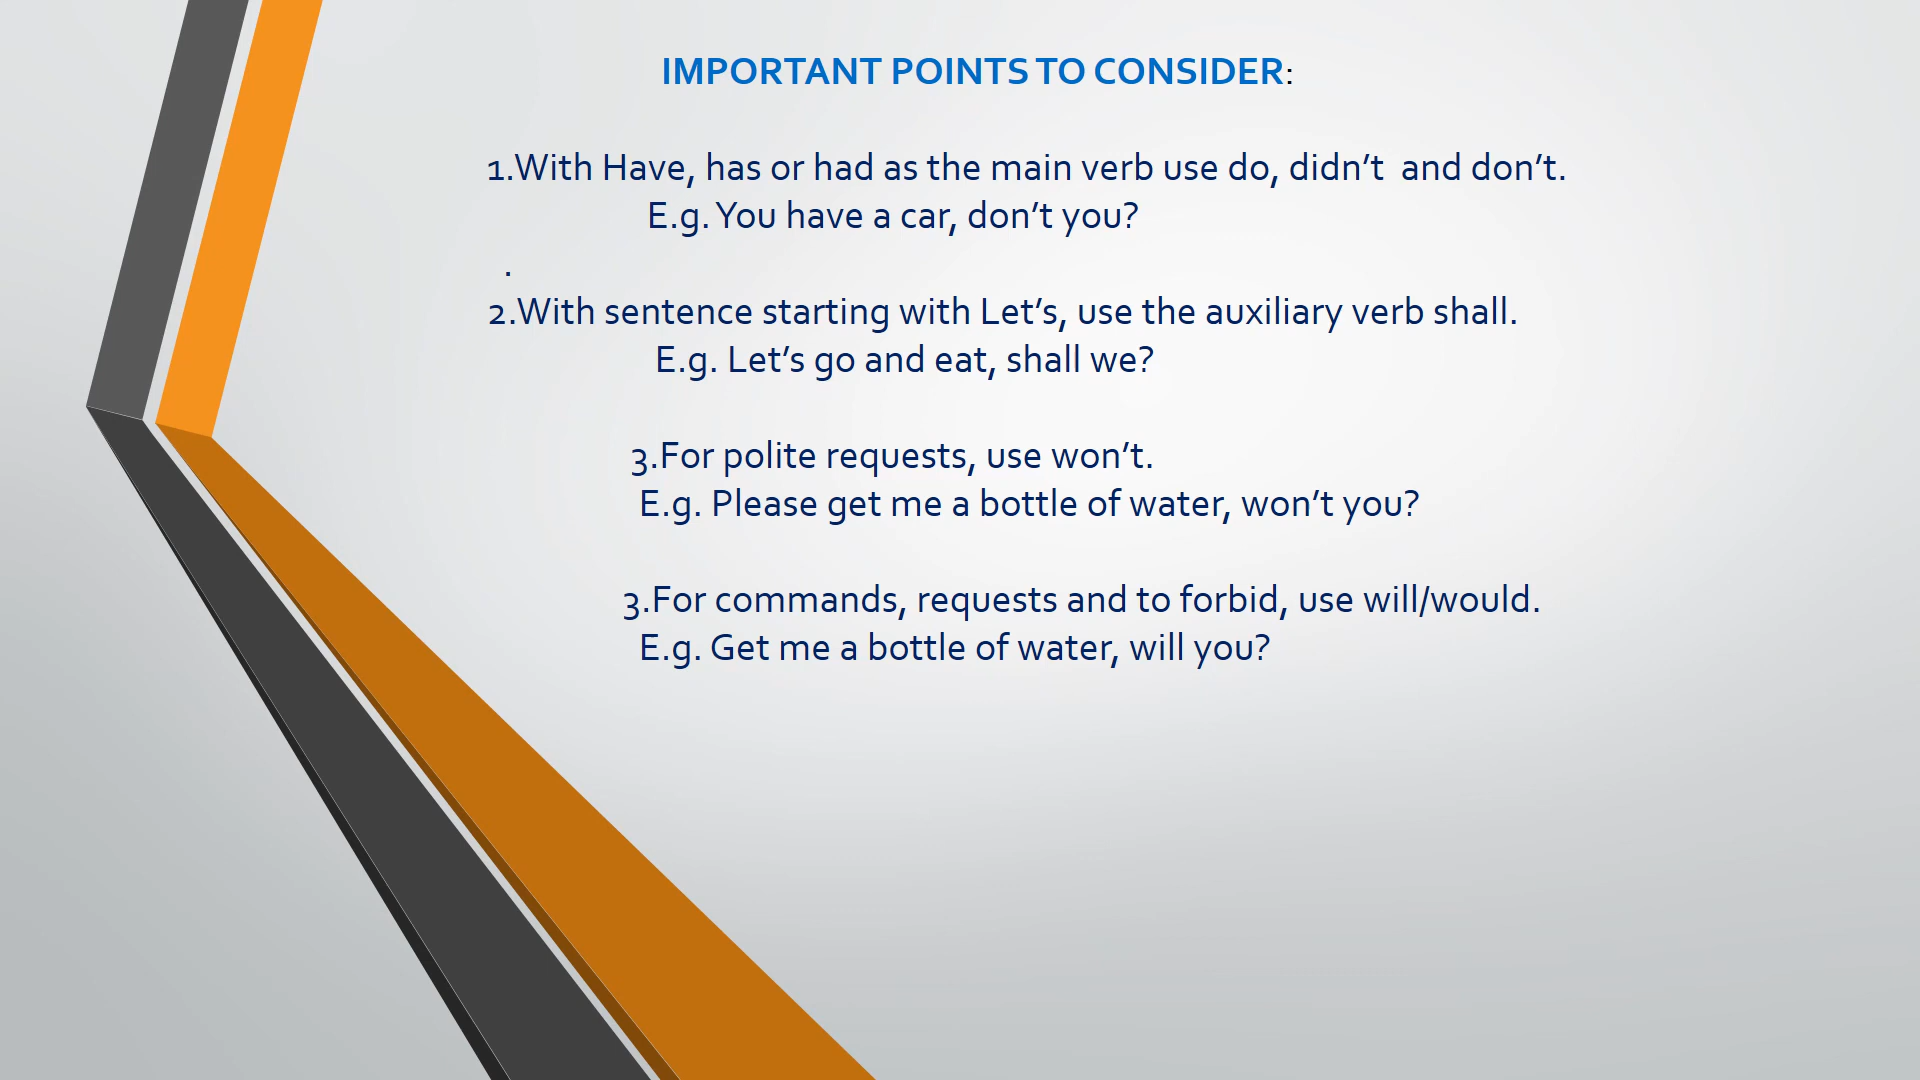 IMPORTANT POINTS TO CONSIDER:
1.With Have, has or had as the main verb use do, didn’t  and don’t.
E.g. You have a car, don’t you?
.
2.With sentence starting with Let’s, use the auxiliary verb shall.
E.g. Let’s go and eat, shall we?
3.For polite requests, use won’t.
E.g. Please get me a bottle of water, won’t you?
3.For commands, requests and to forbid, use will/would.
E.g. Get me a bottle of water, will you?